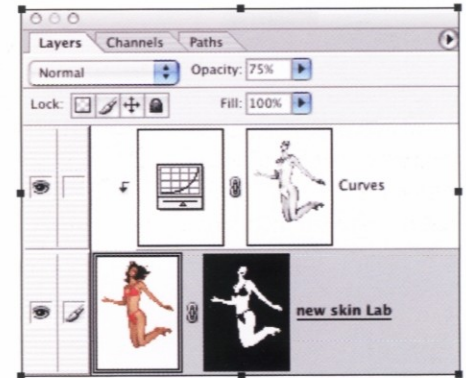 Layers Channels Paths
Normal Opacity: 75%
Lock: Fill: 100%
Curves
new skin Lab